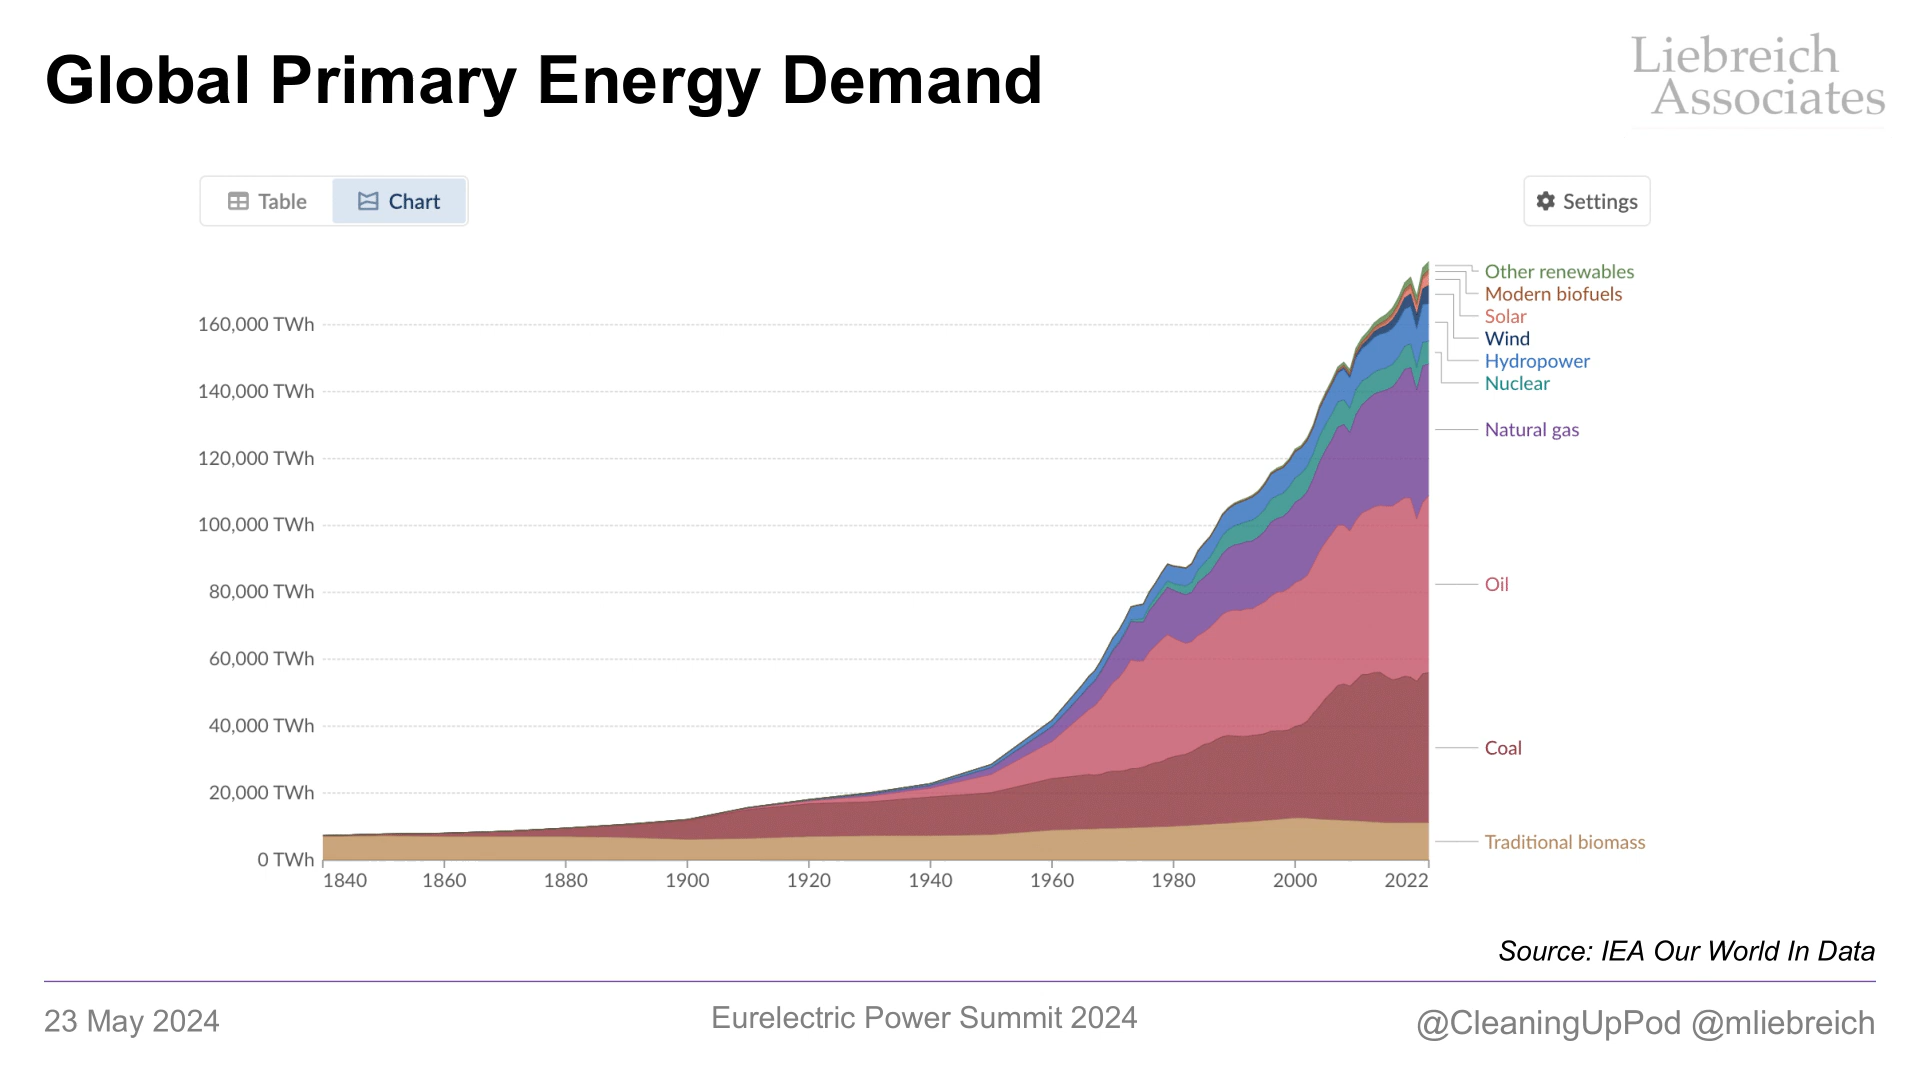 Global Primary Energy Demand
Liebreich
Associates
Table
Chart
Settings
Other renewables
Modern biofuels
Solar
Wind
Hydropower
Nuclear
Natural gas
Oil
Coal
Traditional biomass
160,000 TWh
140,000 TWh
120,000 TWh
100,000 TWh
80,000 TWh
60,000 TWh
40,000 TWh
20,000 TWh
0 TWh
1840 1860 1880 1900 1920 1940 1960 1980 2000 2022
Source: IEA Our World In Data
23 May 2024
Eurelectric Power Summit 2024
@CleaningUpPod @mliebreich